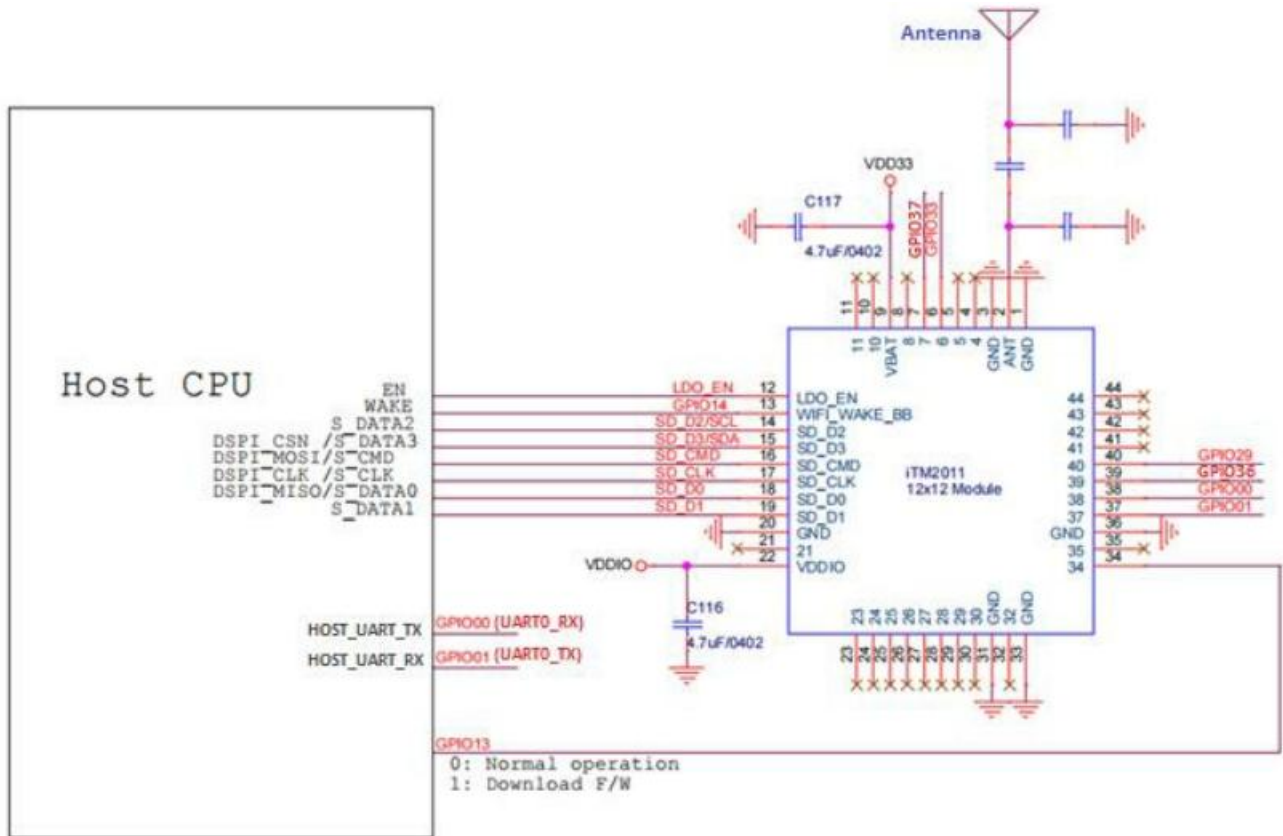 Antenna
VDD33
C117
4.7uF/0402
GPIO37
GPIO33
11 10 9 8 7 6 5 4 3 2 1
11 10 VBAT 8 7 6 5 4 GND ANT GND
Host CPU
EN
WAKE
S_DATA2
DSPI_CSN /S_DATA3
DSPI_MOSI/S_CMD
DSPI_CLK /S_CLK
DSPI_MISO/S_DATA0
S_DATA1
LDO_EN 12 LDO_EN
GPIO14 13 WIFI_WAKE_BB
SD_D2/SCL 14 SD_D2
SD_D3/SDA 15 SD_D3
SD_CMD 16 SD_CMD
SD_CLK 17 SD_CLK
SD_D0 18 SD_D0
SD_D1 19 SD_D1
20 GND
21 21
VDDIO 22 VDDIO
iTM2011
12x12 Module
44 44
43 43
42 42
41 41
40 40 GPIO29
39 39 GPIO36
38 38 GPIO00
37 37 GPIO01
GND 36
35 35
34 34
C116
4.7uF/0402
23 24 25 26 27 28 29 30 GND 32 GND
23 24 25 26 27 28 29 30 31 32 33
HOST_UART_TX GPIO00 (UART0_RX)
HOST_UART_RX GPIO01 (UART0_TX)
GPIO13
0: Normal operation
1: Download F/W